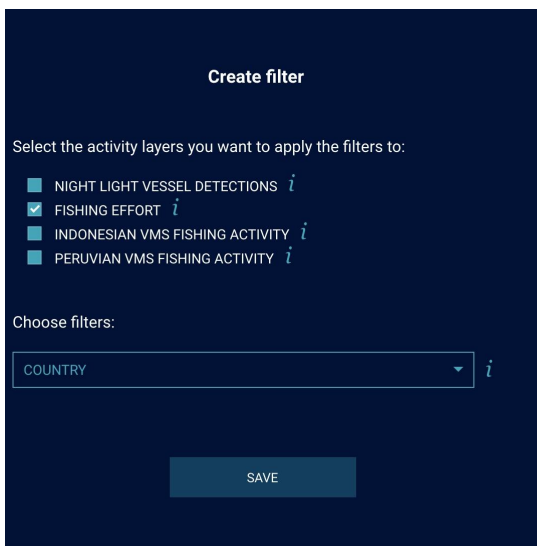 Create filter
Select the activity layers you want to apply the filters to:
NIGHT LIGHT VESSEL DETECTIONS i
FISHING EFFORT i
INDONESIAN VMS FISHING ACTIVITY i
PERUVIAN VMS FISHING ACTIVITY i
Choose filters:
COUNTRY i
SAVE